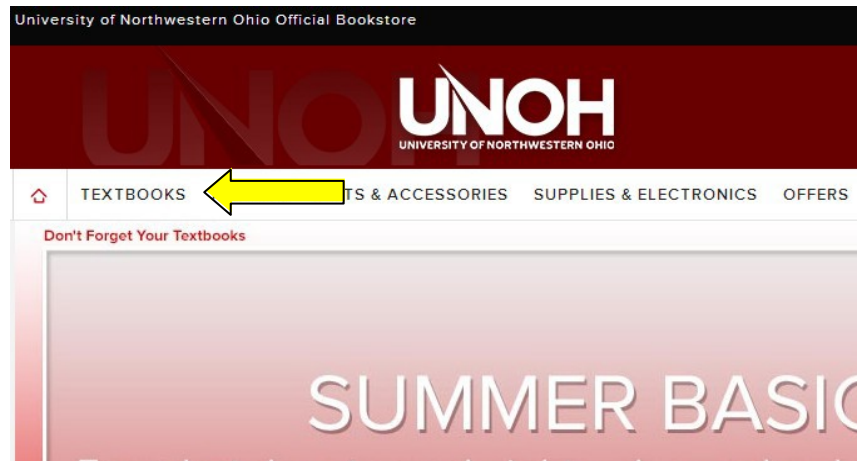 University of Northwestern Ohio Official Bookstore
UNOH
UNOH
UNIVERSITY OF NORTHWESTERN OHIO
TEXTBOOKS TS & ACCESSORIES SUPPLIES & ELECTRONICS OFFERS
Don't Forget Your Textbooks
SUMMER BASIC